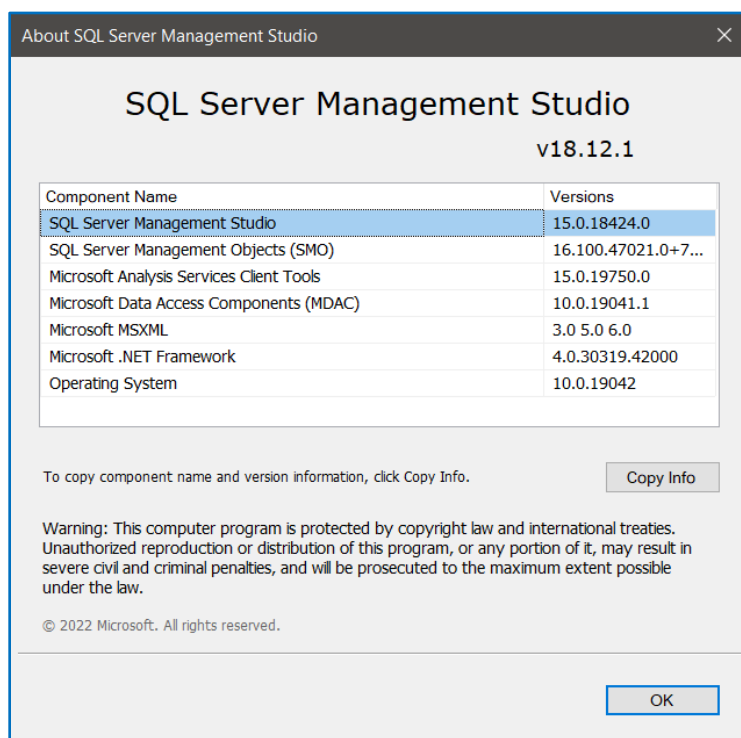 About SQL Server Management Studio
SQL Server Management Studio
v18.12.1
Component Name Versions
SQL Server Management Studio 15.0.18424.0
SQL Server Management Objects (SMO) 16.100.47021.0+7...
Microsoft Analysis Services Client Tools 15.0.19750.0
Microsoft Data Access Components (MDAC) 10.0.19041.1
Microsoft MSXML 3.0 5.0 6.0
Microsoft .NET Framework 4.0.30319.42000
Operating System 10.0.19042
To copy component name and version information, click Copy Info. Copy Info
Warning: This computer program is protected by copyright law and international treaties.
Unauthorized reproduction or distribution of this program, or any portion of it, may result in
severe civil and criminal penalties, and will be prosecuted to the maximum extent possible
under the law.
© 2022 Microsoft. All rights reserved.
OK